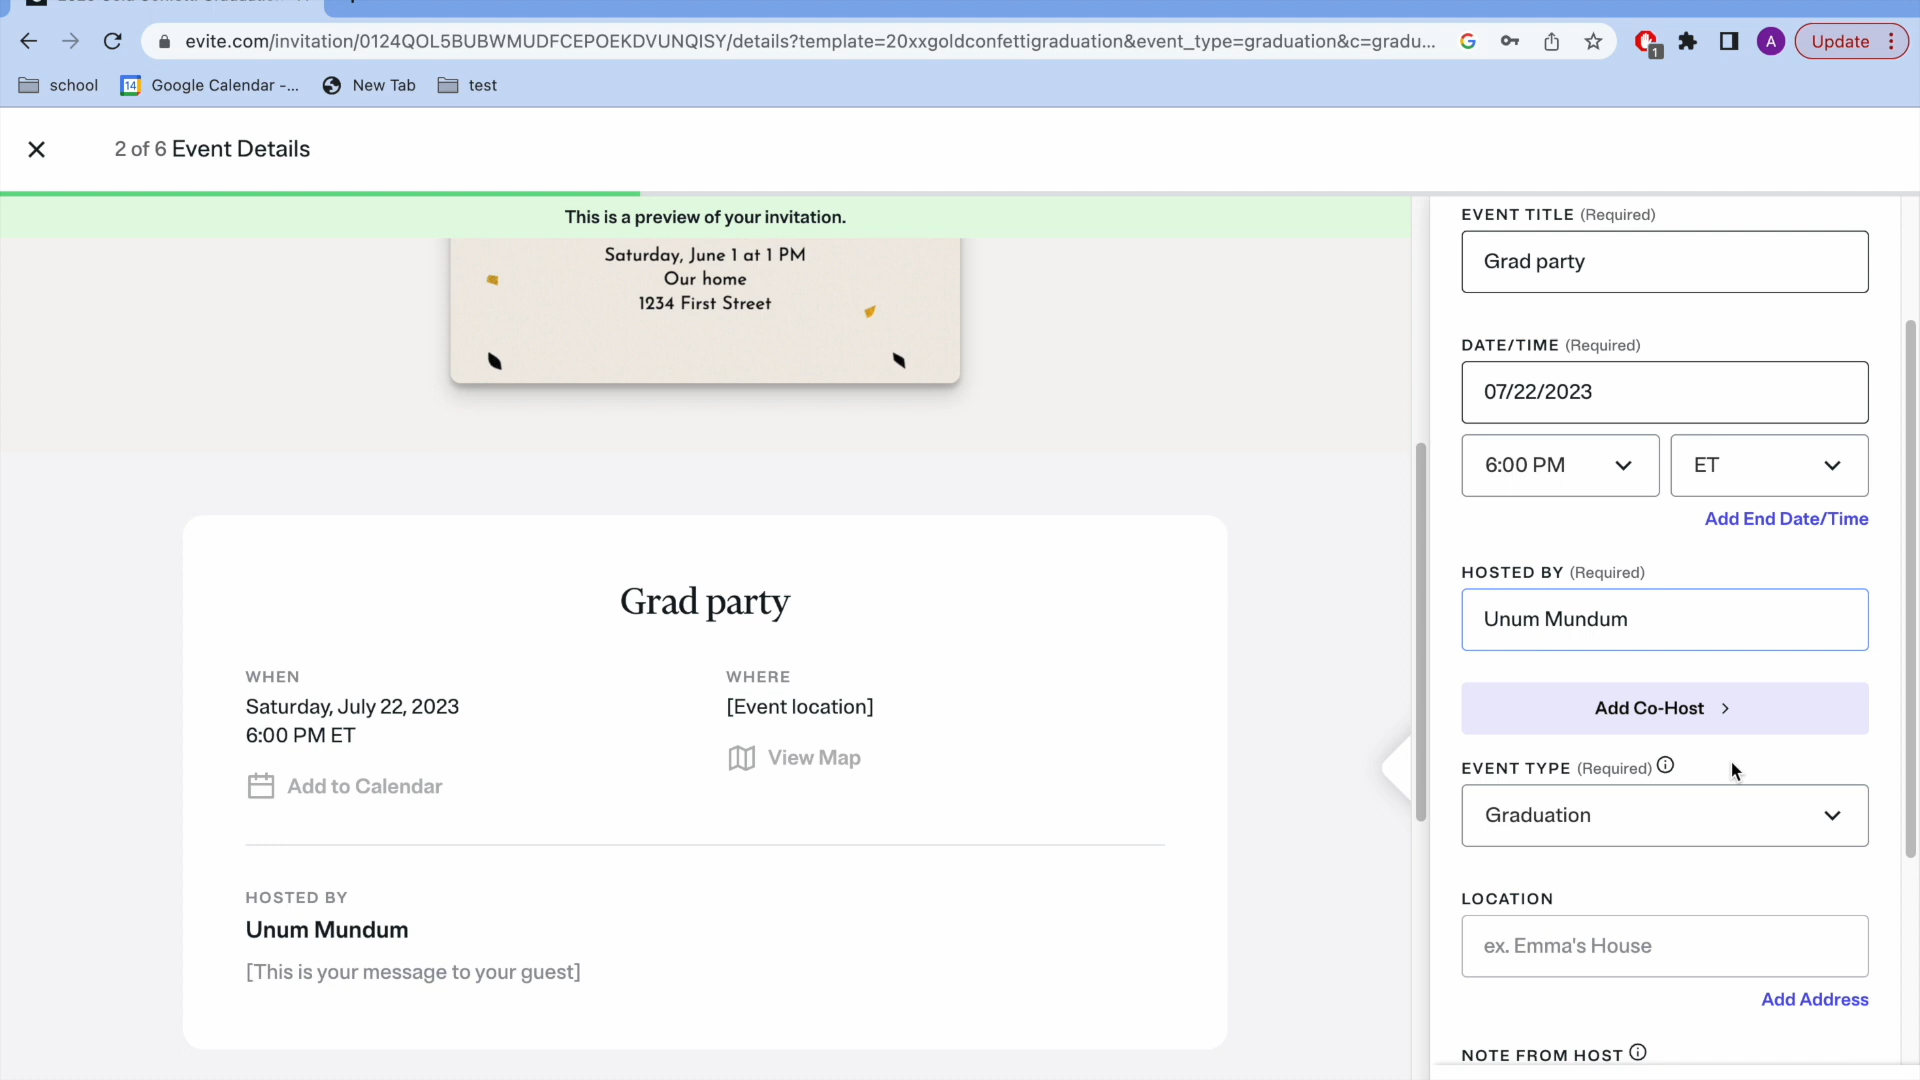 evite.com/invitation/0124QOL5BUBWMUDFCEPOEKDVUNQISY/details?template=20xxgoldconfettigraduation&event_type=graduation&c=gradu...
1
A
Update
school
14
Google Calendar -...
New Tab
test
2 of 6 Event Details
This is a preview of your invitation.
Saturday, June 1 at 1 PM
Our home
1234 First Street
Grad party
WHEN
Saturday, July 22, 2023
6:00 PM ET
Add to Calendar
WHERE
[Event location]
View Map
HOSTED BY
Unum Mundum
[This is your message to your guest]
EVENT TITLE (Required)
Grad party
DATE/TIME (Required)
07/22/2023
6:00 PM
ET
Add End Date/Time
HOSTED BY (Required)
Unum Mundum
Add Co-Host
EVENT TYPE (Required)
Graduation
LOCATION
ex. Emma's House
Add Address
NOTE FROM HOST